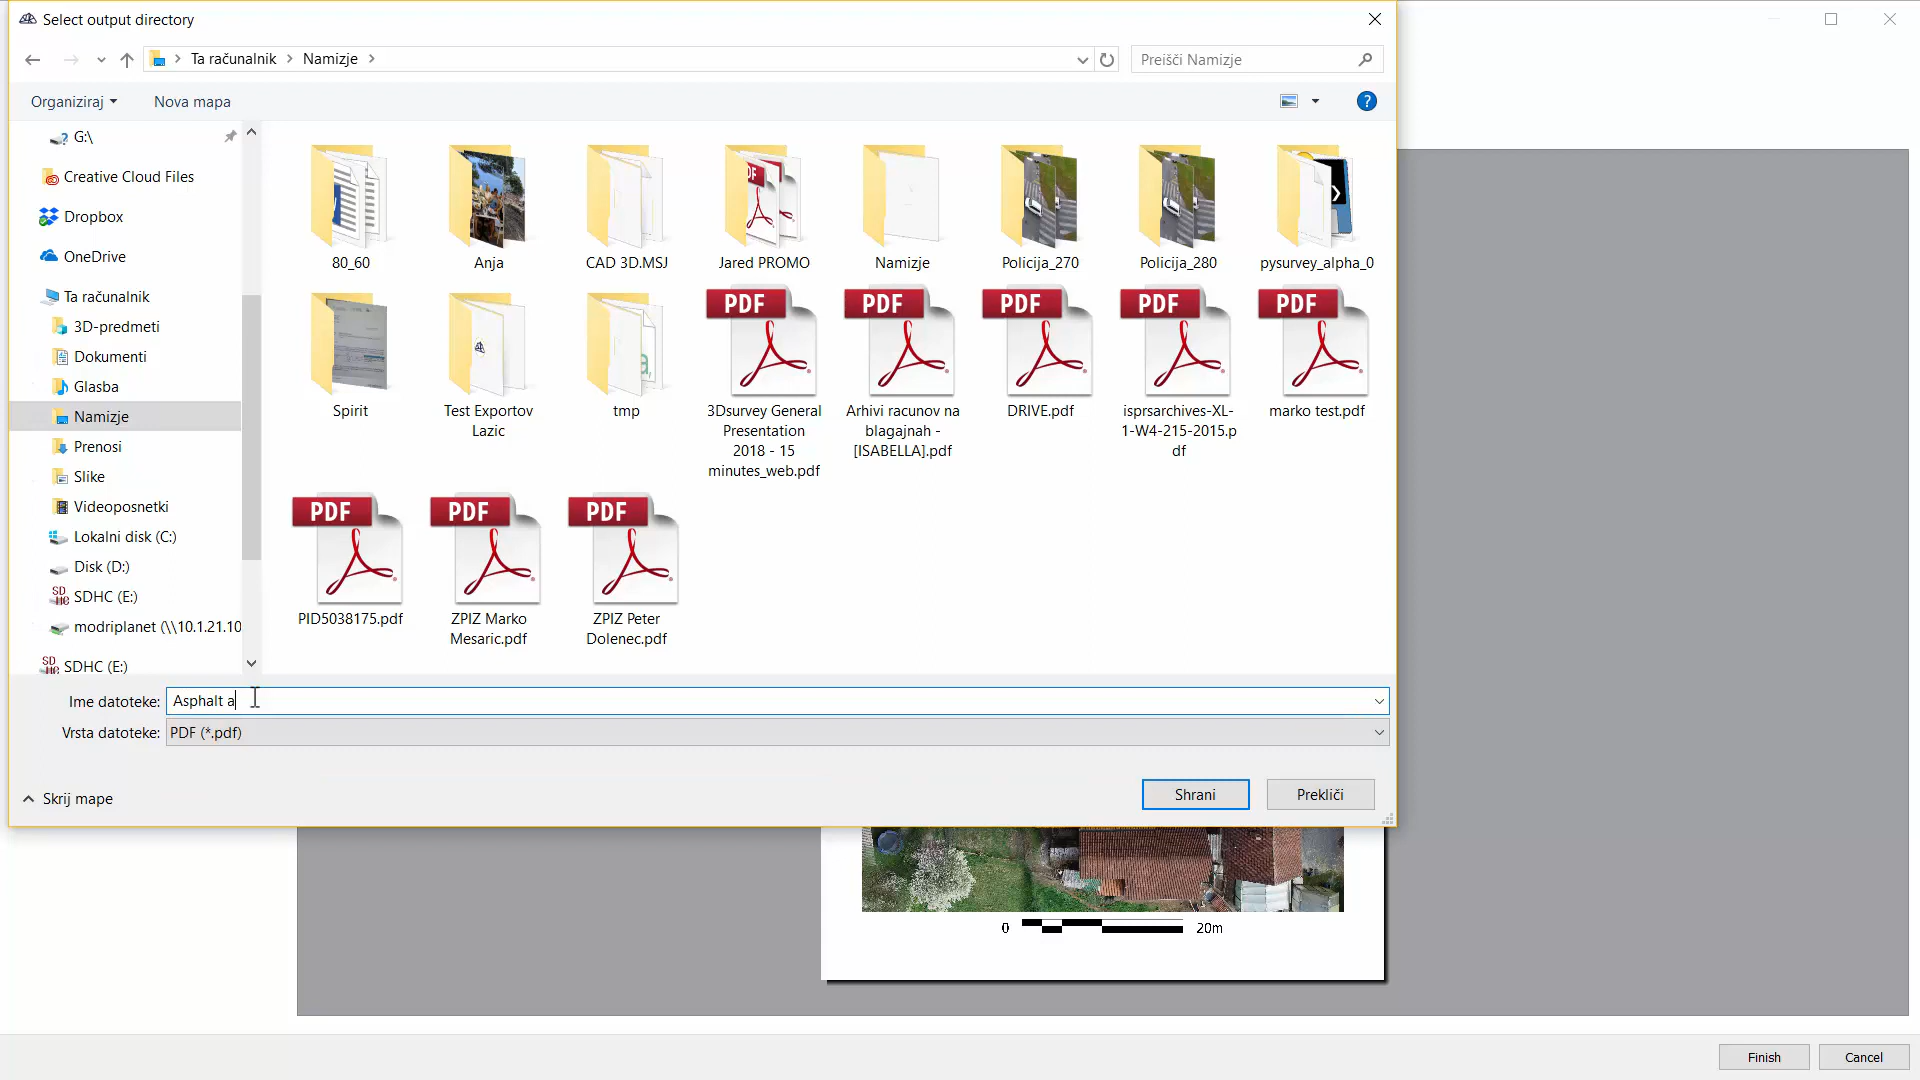 Select output directory
Ta računalnik
Namizje
Preišči Namizje
Organiziraj
Nova mapa
?
G:\
Creative Cloud Files
Dropbox
OneDrive
Ta računalnik
3D-predmeti
Dokumenti
Glasba
Namizje
Prenosi
Slike
Videoposnetki
Lokalni disk (C:)
Disk (D:)
SDHC (E:)
modriplanet (\\10.1.21.10
SDHC (E:)
80_60
Anja
CAD 3D.MSJ
Jared PROMO
Namizje
Policija_270
Policija_280
pysurvey_alpha_0
Spirit
Test Exportov
Lazic
tmp
PDF
3Dsurvey General
Presentation
2018 - 15
minutes_web.pdf
PDF
Arhivi racunov na
blagajnah -
[ISABELLA].pdf
PDF
DRIVE.pdf
PDF
isprsarchives-XL-
1-W4-215-2015.p
df
PDF
marko test.pdf
PDF
PID5038175.pdf
PDF
ZPIZ Marko
Mesaric.pdf
PDF
ZPIZ Peter
Dolenec.pdf
Ime datoteke: Asphalt a
Vrsta datoteke: PDF (*.pdf)
Skrij mape
Shrani
Prekliči
0 20m
Finish
Cancel